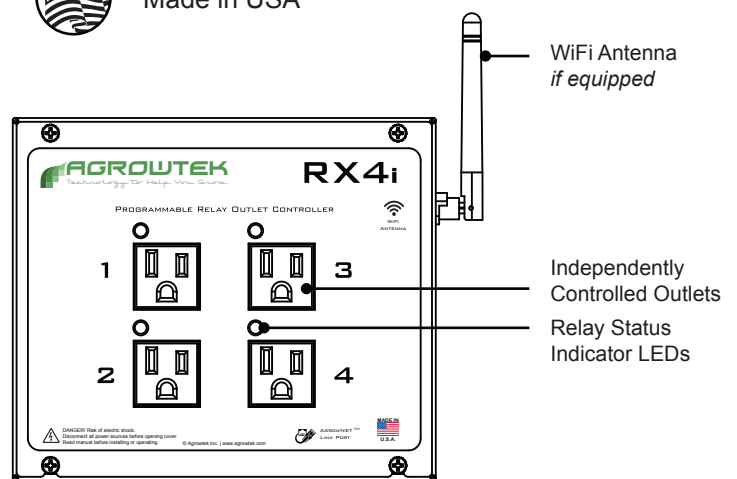 Made in USA
WiFi Antenna
if equipped
AGROWTEK
Technology To Help You Grow
RX4i
Programmable Relay Outlet Controller
WiFi
Antenna
1
3
Independently
Controlled Outlets
Relay Status
Indicator LEDs
2
4
DANGER! Risk of electric shock.
Disconnect all power sources before opening cover.
Read manual before installing or operating.
© Agrowtek Inc. | www.agrowtek.com
AgrowNet™
Link Port
MADE IN
U.S.A.